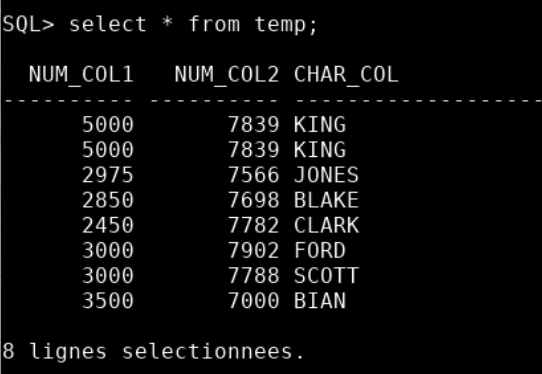 SQL> select * from temp;
NUM_COL1 NUM_COL2 CHAR_COL
---------- ---------- -------------------
5000 7839 KING
5000 7839 KING
2975 7566 JONES
2850 7698 BLAKE
2450 7782 CLARK
3000 7902 FORD
3000 7788 SCOTT
3500 7000 BIAN
8 lignes selectionnees.